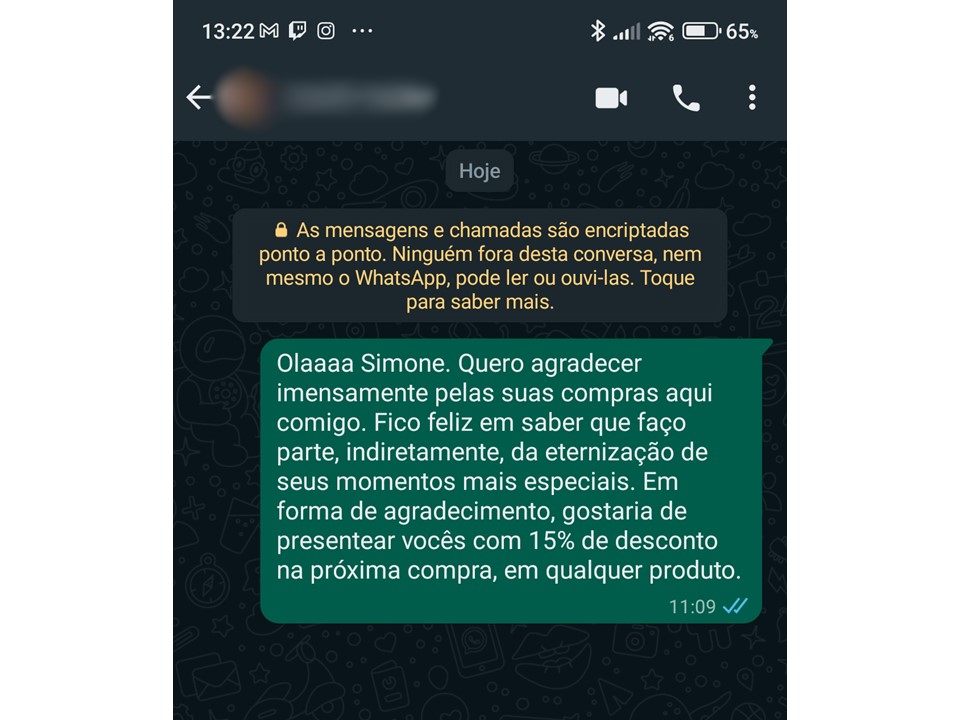 13:22 65%
Hoje
As mensagens e chamadas são encriptadas
ponto a ponto. Ninguém fora desta conversa, nem
mesmo o WhatsApp, pode ler ou ouvi-las. Toque
para saber mais.
Olaaaa Simone. Quero agradecer
imensamente pelas suas compras aqui
comigo. Fico feliz em saber que faço
parte, indiretamente, da eternização de
seus momentos mais especiais. Em
forma de agradecimento, gostaria de
presentear vocês com 15% de desconto
na próxima compra, em qualquer produto.
11:09